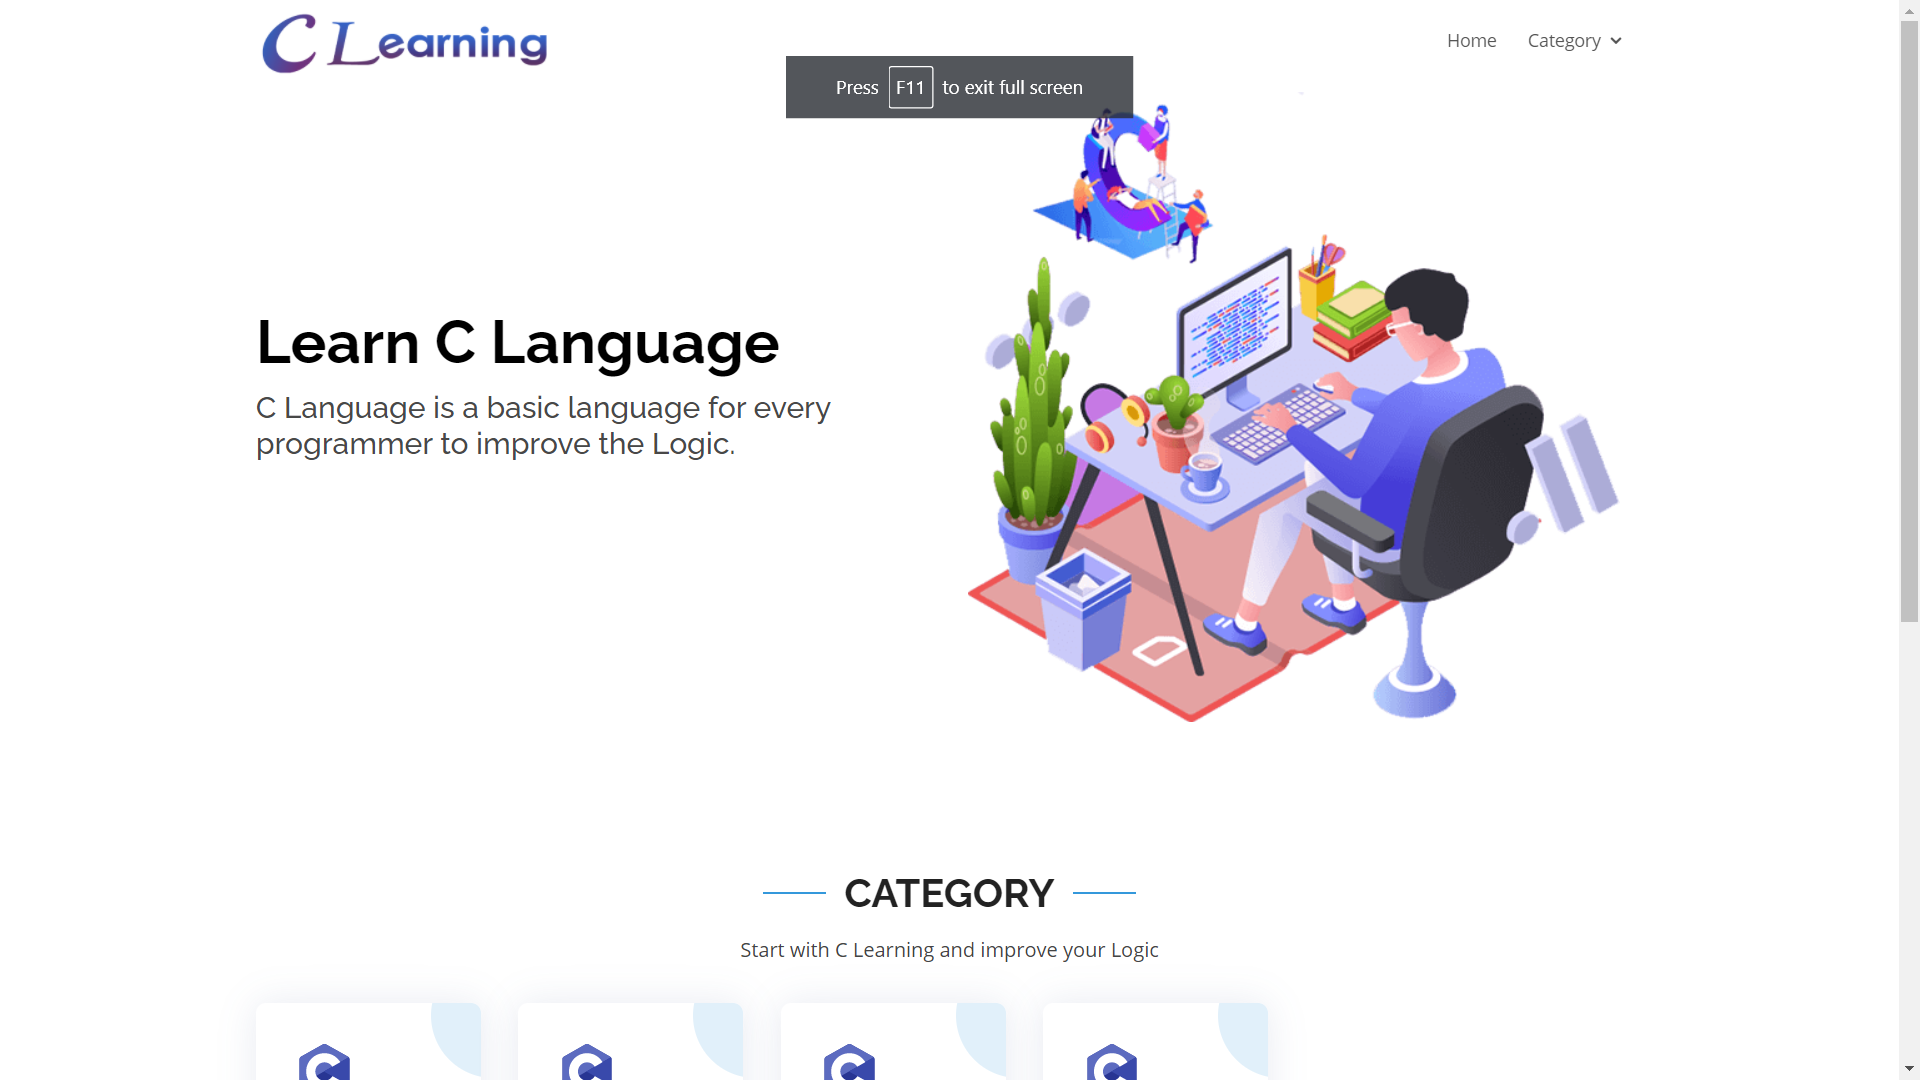 C Learning
Home
Category
Press F11 to exit full screen
Learn C Language
C Language is a basic language for every
programmer to improve the Logic.
CATEGORY
Start with C Learning and improve your Logic